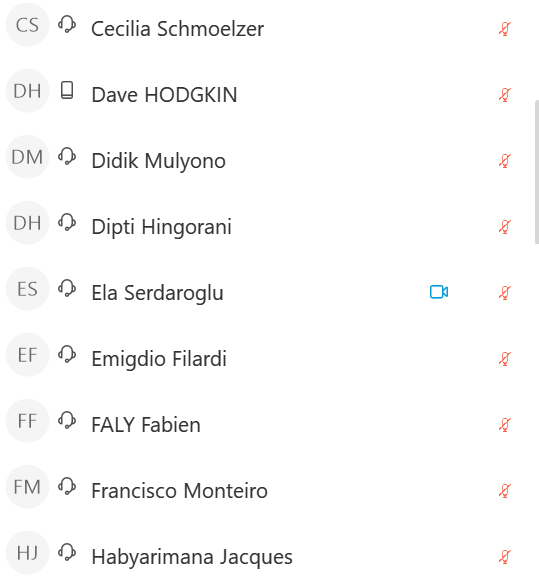 CS Cecilia Schmoelzer
DH Dave HODGKIN
DM Didik Mulyono
DH Dipti Hingorani
ES Ela Serdaroglu
EF Emigdio Filardi
FF FALY Fabien
FM Francisco Monteiro
HJ Habyarimana Jacques